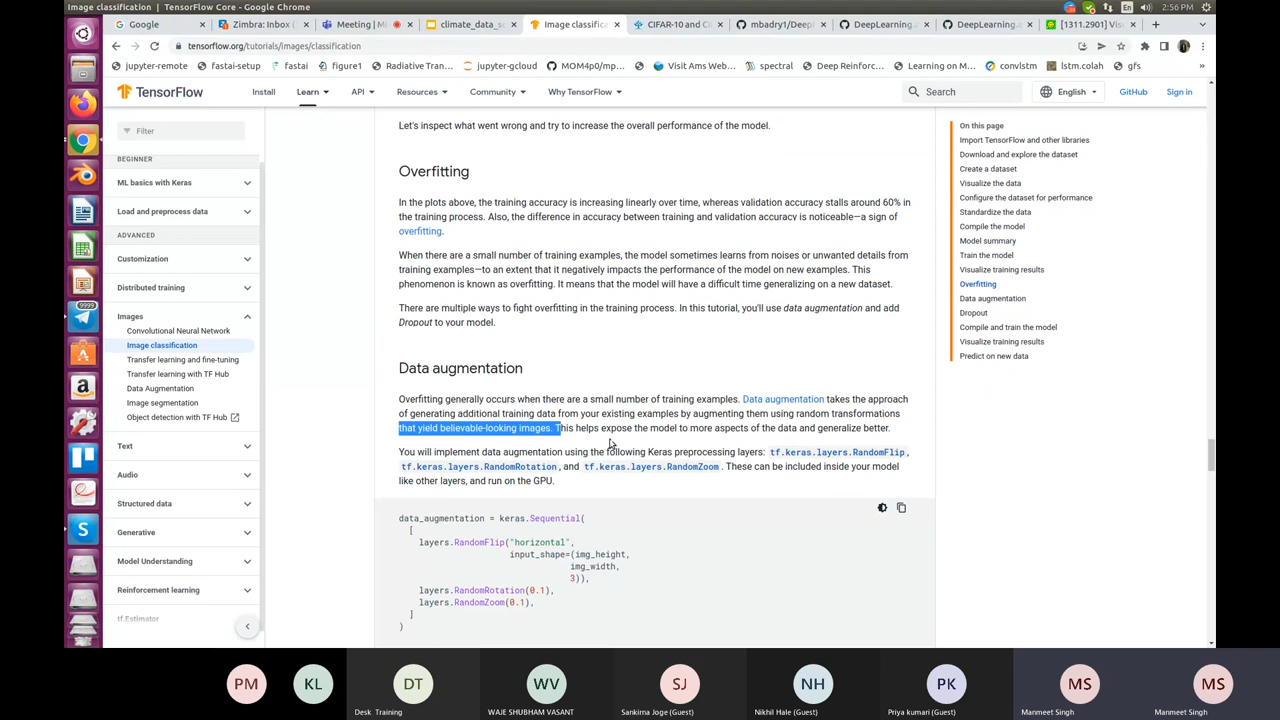 Image classification | TensorFlow Core - Google Chrome
En
2:56 PM
Google
Zimbra: Inbox (
Meeting | Mi
climate_data_s
Image classific
CIFAR-10 and C
mbadry1/Deep
DeepLearning.a
DeepLearning.a
[1311.2901] Vis
tensorflow.org/tutorials/images/classification
jupyter-remote
fastai-setup
fastai
figure1
Radiative Tran...
jupyter-gcloud
MOM4p0/mp...
Visit Ams Web...
spectral
Deep Reinforc...
Learning on M...
convlstm
lstm.colah
gfs
»
TensorFlow
Install
Learn
API
Resources
Community
Why TensorFlow
Search
English
GitHub
Sign in
Filter
BEGINNER
ML basics with Keras
Load and preprocess data
ADVANCED
Customization
Distributed training
Images
Convolutional Neural Network
Image classification
Transfer learning and fine-tuning
Transfer learning with TF Hub
Data Augmentation
Image segmentation
Object detection with TF Hub
Text
Audio
Structured data
Generative
Model Understanding
Reinforcement learning
tf.Estimator
9999
Let's inspect what went wrong and try to increase the overall performance of the model.
Overfitting
In the plots above, the training accuracy is increasing linearly over time, whereas validation accuracy stalls around 60% in
the training process. Also, the difference in accuracy between training and validation accuracy is noticeable—a sign of
overfitting.
When there are a small number of training examples, the model sometimes learns from noises or unwanted details from
training examples—to an extent that it negatively impacts the performance of the model on new examples. This
phenomenon is known as overfitting. It means that the model will have a difficult time generalizing on a new dataset.
There are multiple ways to fight overfitting in the training process. In this tutorial, you'll use data augmentation and add
Dropout to your model.
Data augmentation
Overfitting generally occurs when there are a small number of training examples. Data augmentation takes the approach
of generating additional training data from your existing examples by augmenting them using random transformations
that yield believable-looking images. This helps expose the model to more aspects of the data and generalize better.
You will implement data augmentation using the following Keras preprocessing layers: tf.keras.layers.RandomFlip,
tf.keras.layers.RandomRotation, and tf.keras.layers.RandomZoom. These can be included inside your model
like other layers, and run on the GPU.
data_augmentation = keras.Sequential(
[
layers.RandomFlip("horizontal",
input_shape=(img_height,
img_width,
3)),
layers.RandomRotation(0.1),
layers.RandomZoom(0.1),
]
)
On this page
Import TensorFlow and other libraries
Download and explore the dataset
Create a dataset
Visualize the data
Configure the dataset for performance
Standardize the data
Compile the model
Model summary
Train the model
Visualize training results
Overfitting
Data augmentation
Dropout
Compile and train the model
Visualize training results
Predict on new data
PM
KL
DT
WV
SJ
NH
PK
MS
MS
Desk Training
WAJE SHUBHAM VASANT
Sankirna Joge (Guest)
Nikhil Hale (Guest)
Priya kumari (Guest)
Manmeet Singh
Manmeet Singh